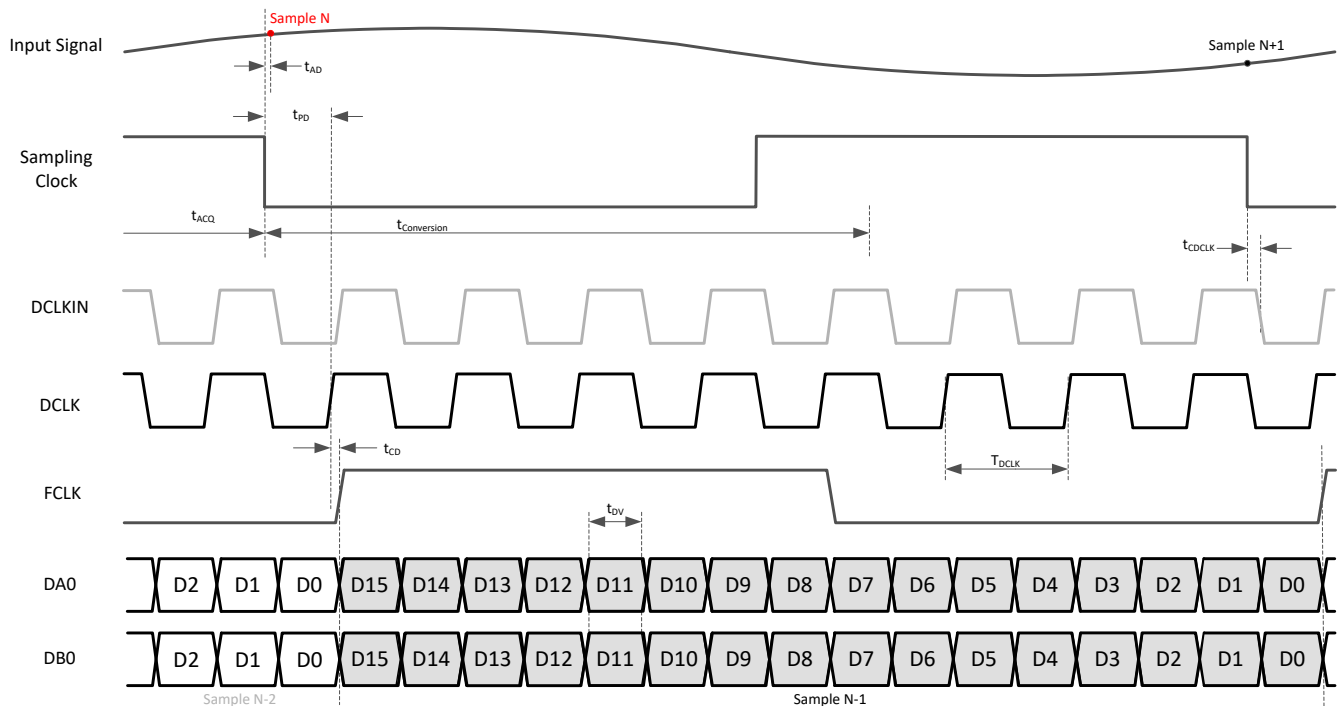 Sample N
Input Signal
Sample N+1
tAD
tPD
Sampling
Clock
tACQ
tConversion
tCDCLK
DCLKIN
DCLK
tCD
TDCLK
FCLK
tDV
DA0
D2 D1 D0 D15 D14 D13 D12 D11 D10 D9 D8 D7 D6 D5 D4 D3 D2 D1 D0
DB0
D2 D1 D0 D15 D14 D13 D12 D11 D10 D9 D8 D7 D6 D5 D4 D3 D2 D1 D0
Sample N-2
Sample N-1